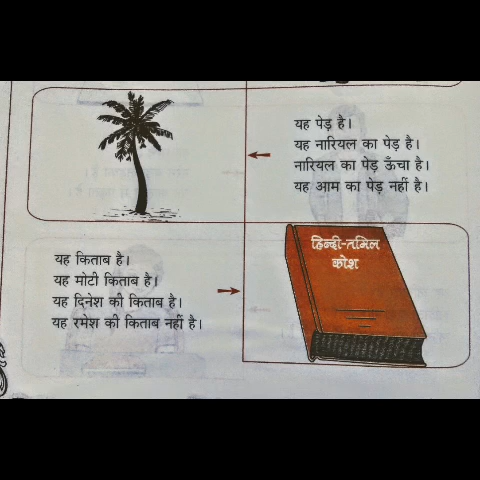 यह पेड़ है।
यह नारियल का पेड़ है।
नारियल का पेड़ ऊँचा है।
यह आम का पेड़ नहीं है।
यह किताब है।
यह मोटी किताब है।
यह दिनेश की किताब है।
यह रमेश की किताब नहीं है।
हिन्दी-तमिल
कोश